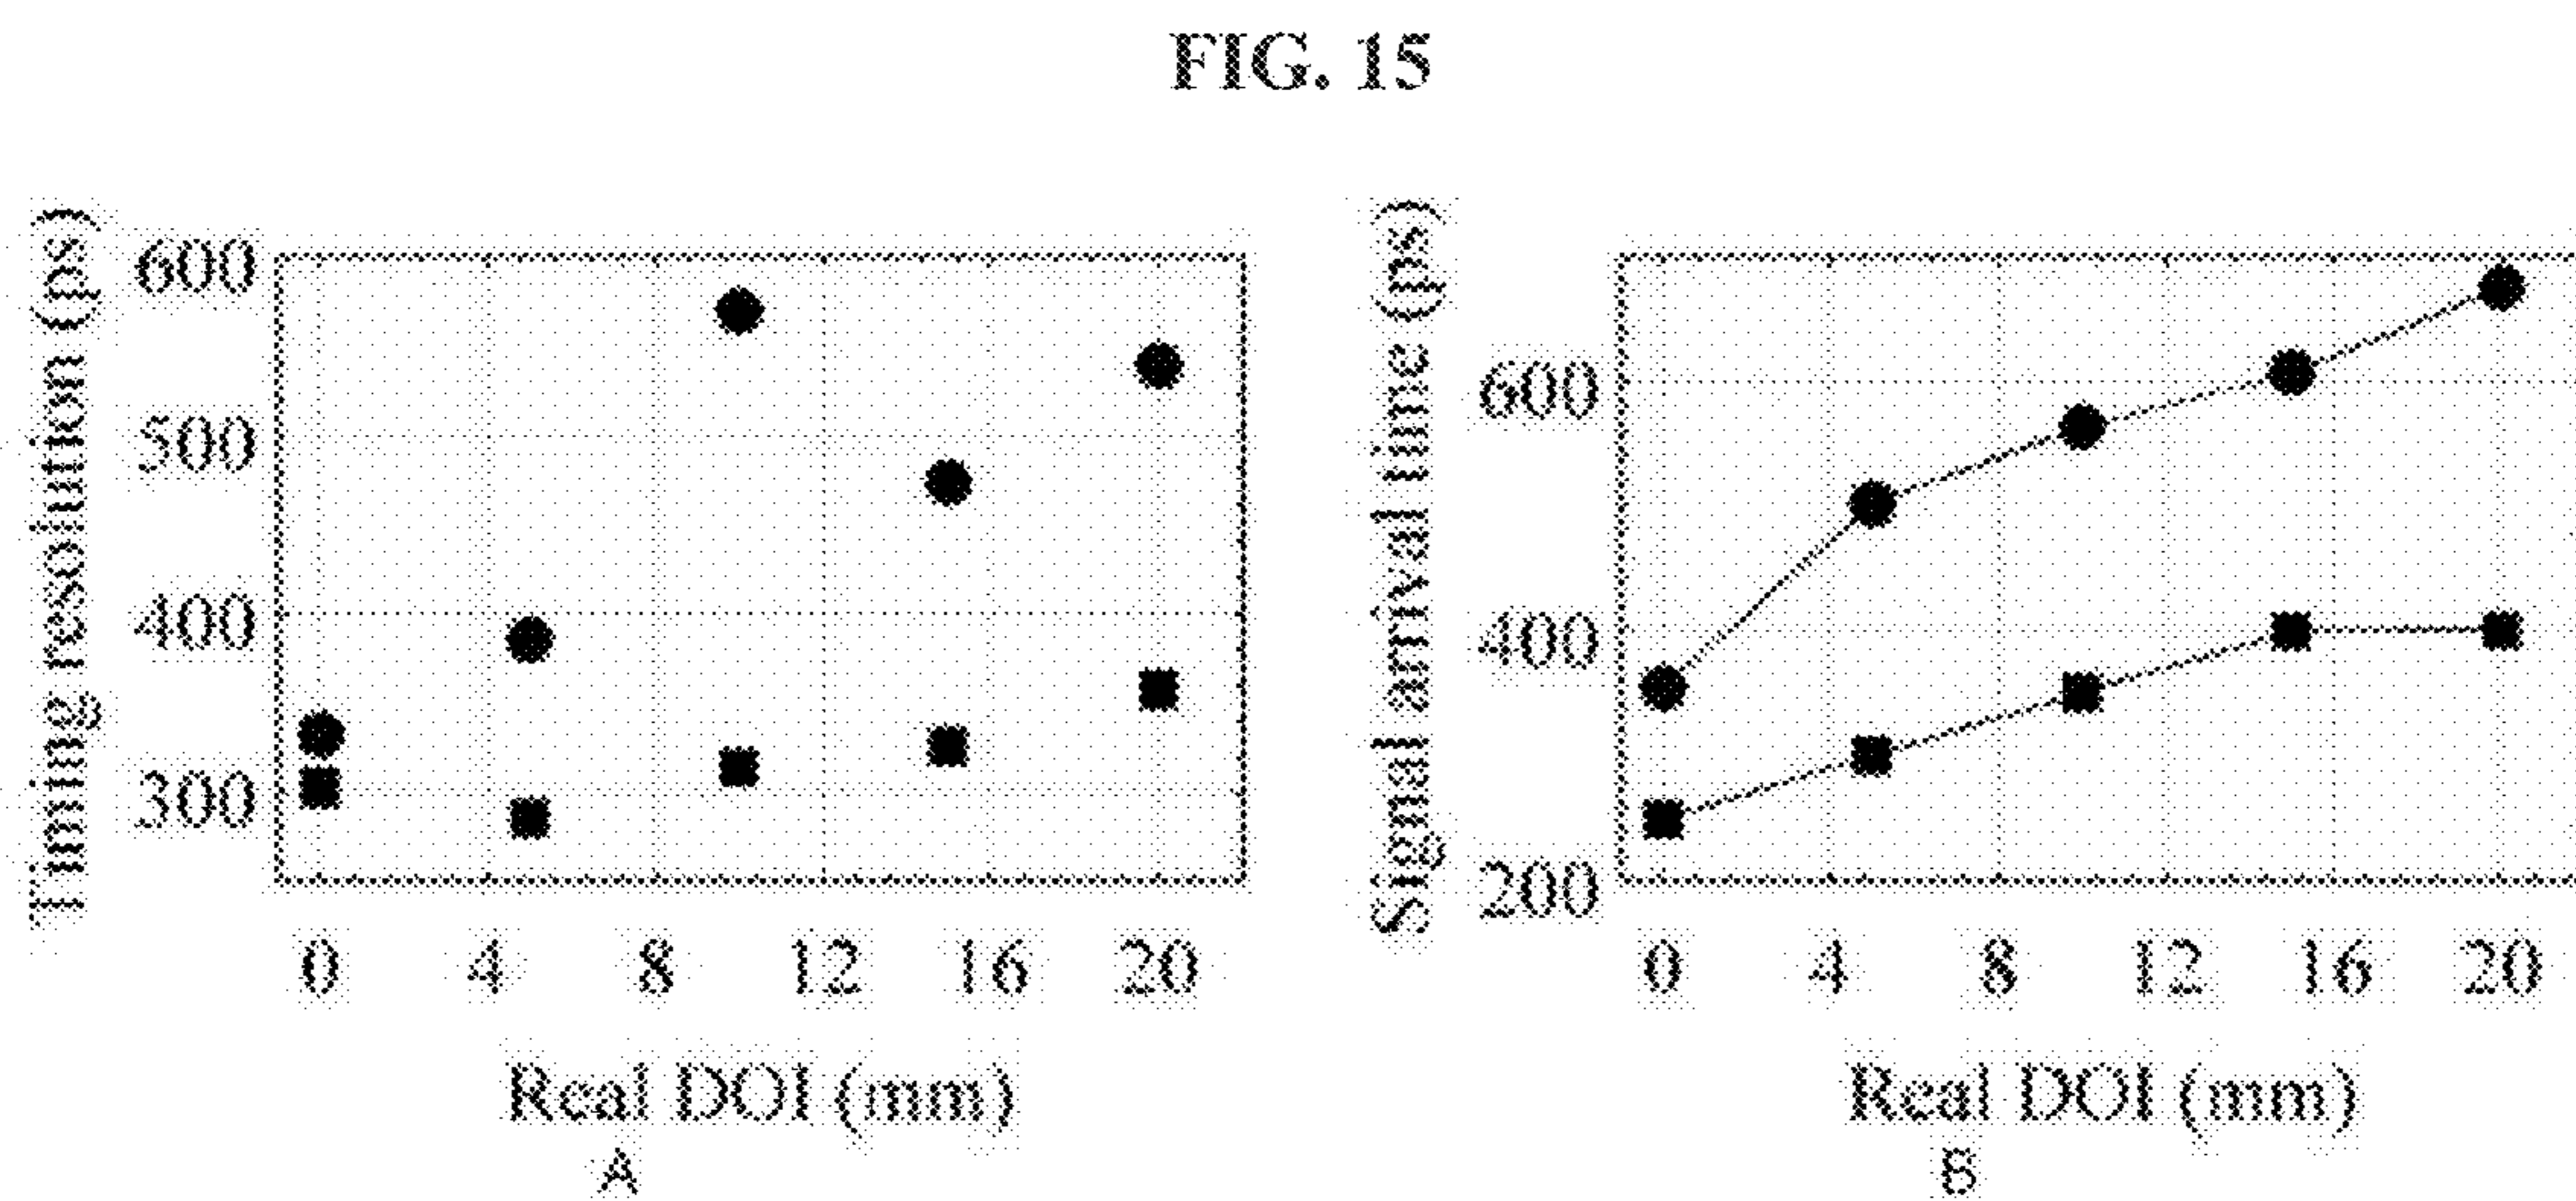 FIG. 15
Timing resolution (ps)
600
500
400
300
0 4 8 12 16 20
Real DOI (mm)
A
Signal arrival time (ps)
600
400
200
0 4 8 12 16 20
Real DOI (mm)
B